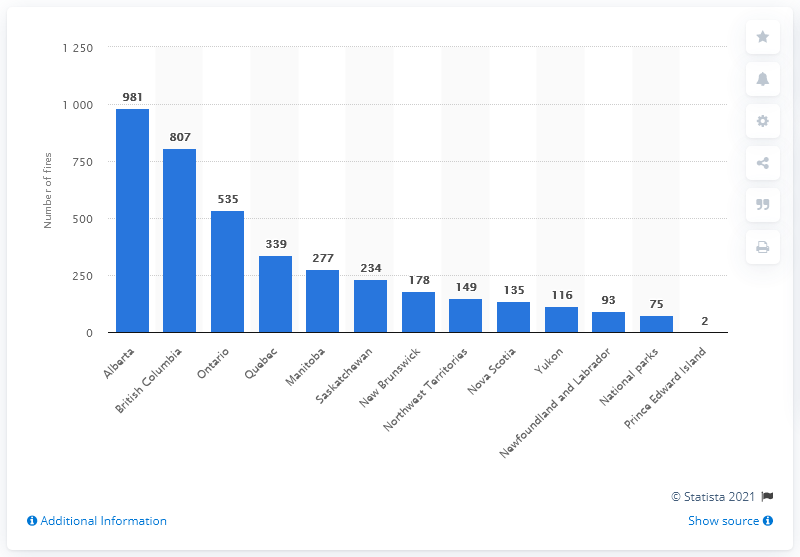 1 250
1 000
750
500
250
0
Number of fires
981
807
535
339
277
234
178
149
135
116
93
75
2
Alberta
British Columbia
Ontario
Quebec
Manitoba
Saskatchewan
New Brunswick
Northwest Territories
Nova Scotia
Yukon
Newfoundland and Labrador
National parks
Prince Edward Island
© Statista 2021
Additional Information
Show source